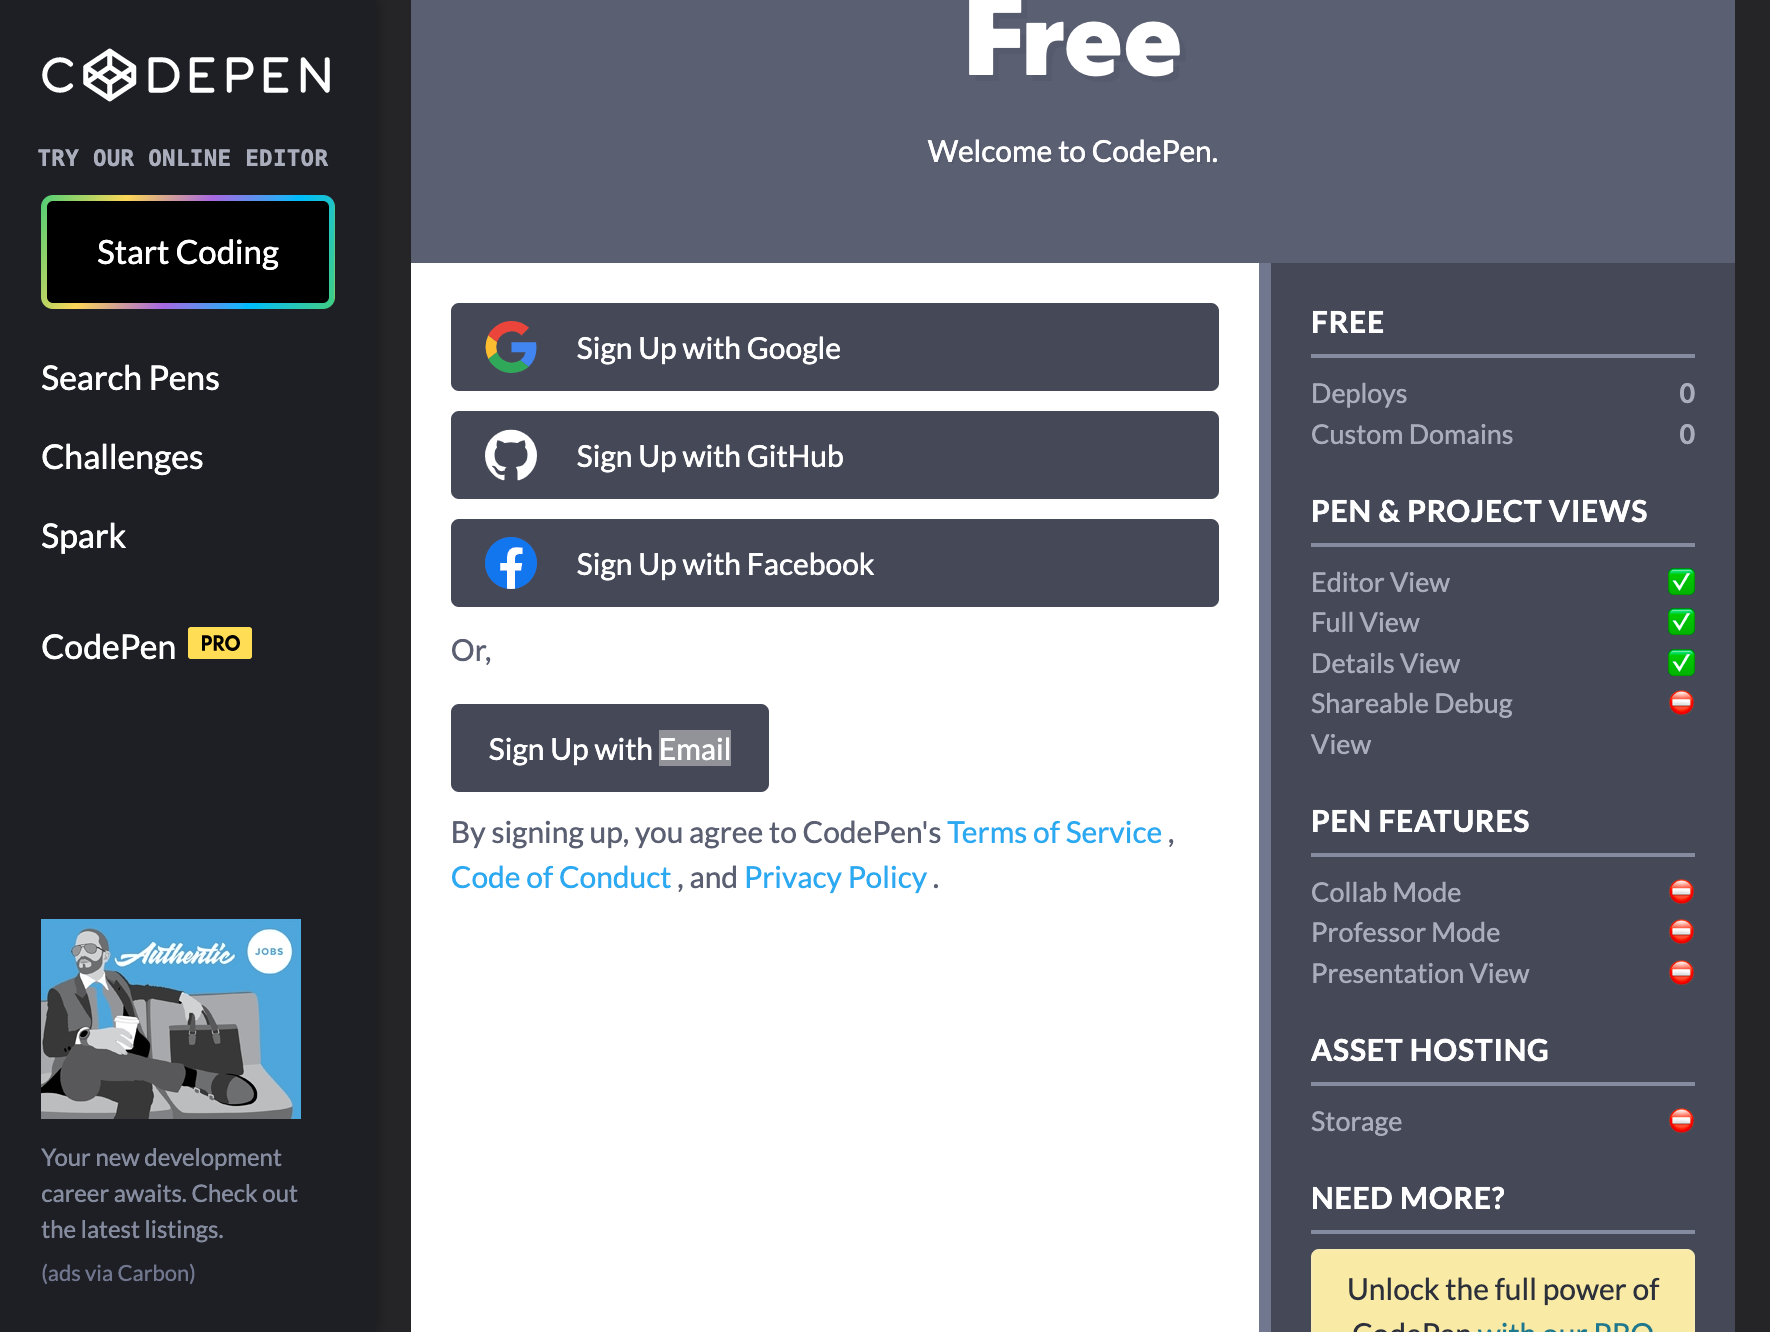 CODEPEN
TRY OUR ONLINE EDITOR
Start Coding
Search Pens
Challenges
Spark
CodePen PRO
Authentic JOBS
Your new development
career awaits. Check out
the latest listings.
(ads via Carbon)
Free
Welcome to CodePen.
Sign Up with Google
Sign Up with GitHub
Sign Up with Facebook
Or,
Sign Up with Email
By signing up, you agree to CodePen's Terms of Service ,
Code of Conduct , and Privacy Policy .
FREE
Deploys 0
Custom Domains 0
PEN & PROJECT VIEWS
Editor View
Full View
Details View
Shareable Debug
View
PEN FEATURES
Collab Mode
Professor Mode
Presentation View
ASSET HOSTING
Storage
NEED MORE?
Unlock the full power of
CodePen with our PRO